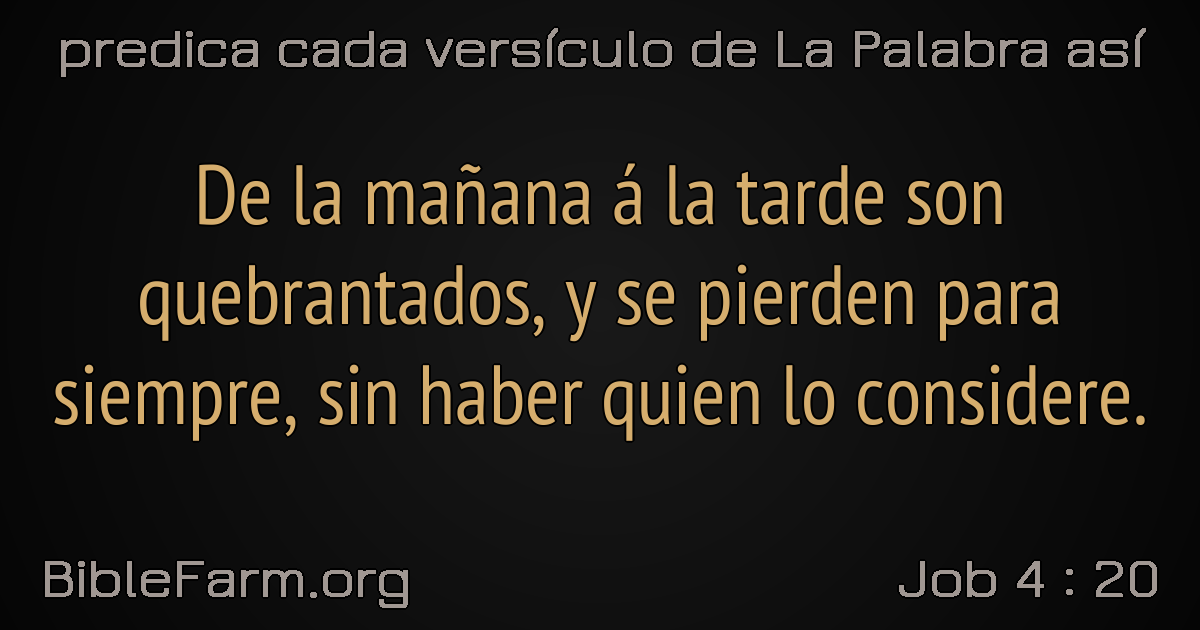 predica cada versículo de La Palabra así
De la mañana á la tarde son
quebrantados, y se pierden para
siempre, sin haber quien lo considere.
BibleFarm.org
Job 4 : 20